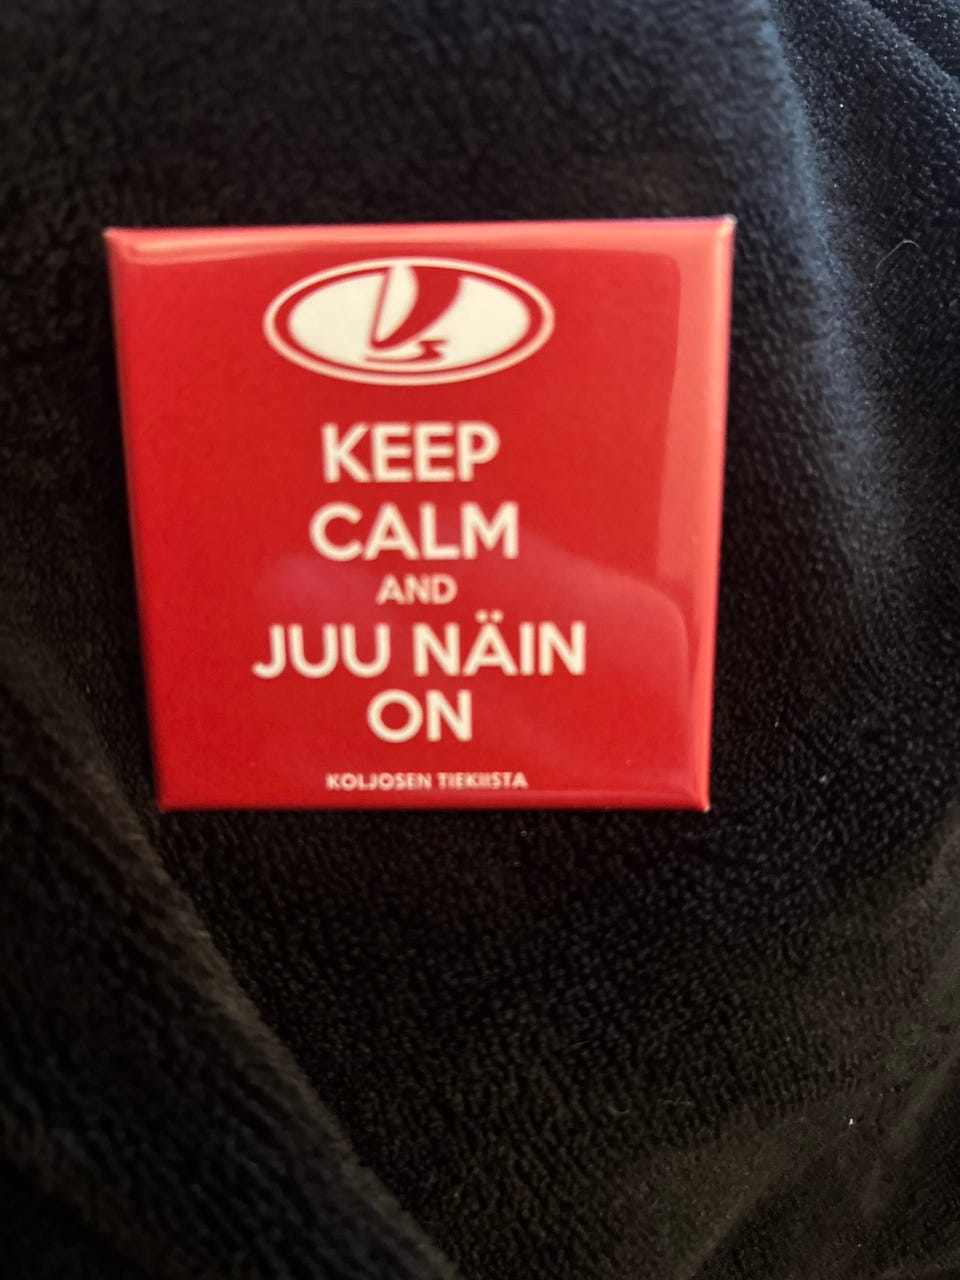 KEEP
CALM
AND
JUU NÄIN
ON
KOLJOSEN TIEKIISTA